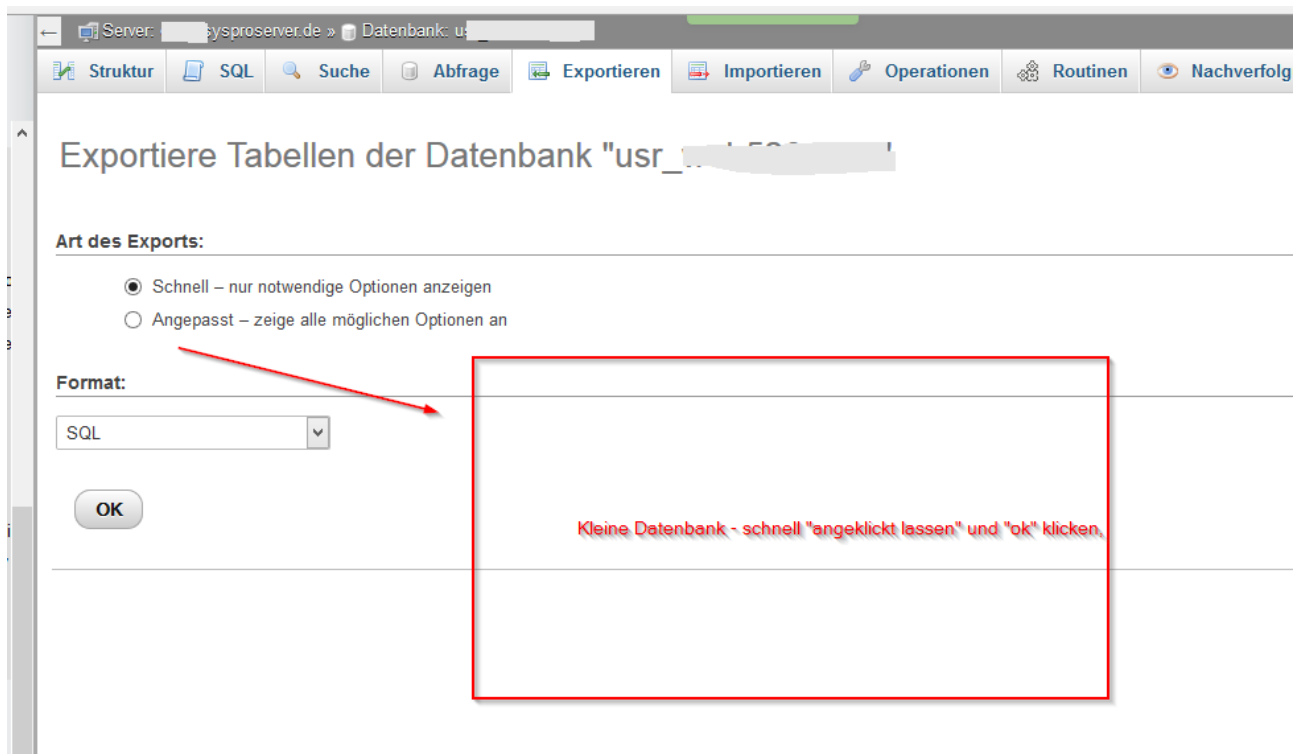 ← Server: sysproserver.de » Datenbank: u
Struktur SQL Suche Abfrage Exportieren Importieren Operationen Routinen Nachverfolg
Exportiere Tabellen der Datenbank "usr_
Art des Exports:
Schnell – nur notwendige Optionen anzeigen
Angepasst – zeige alle möglichen Optionen an
Format:
SQL
OK
Kleine Datenbank - schnell "angeklickt lassen" und "ok" klicken,